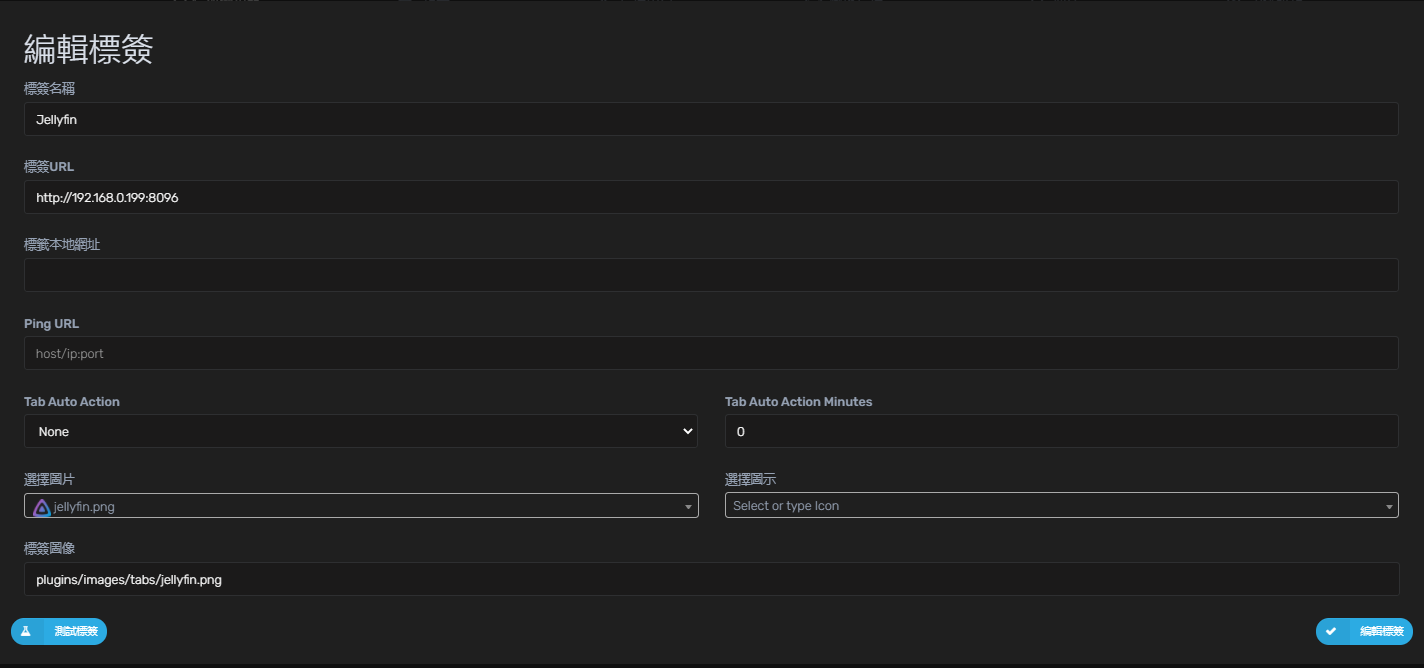 編輯標簽
標簽名稱
Jellyfin
標簽URL
http://192.168.0.199:8096
標籤本地網址
Ping URL
host/ip:port
Tab Auto Action
Tab Auto Action Minutes
None
0
選擇圖片
選擇圖示
jellyfin.png
Select or type Icon
標簽圖像
plugins/images/tabs/jellyfin.png
測試標簽
編輯標簽